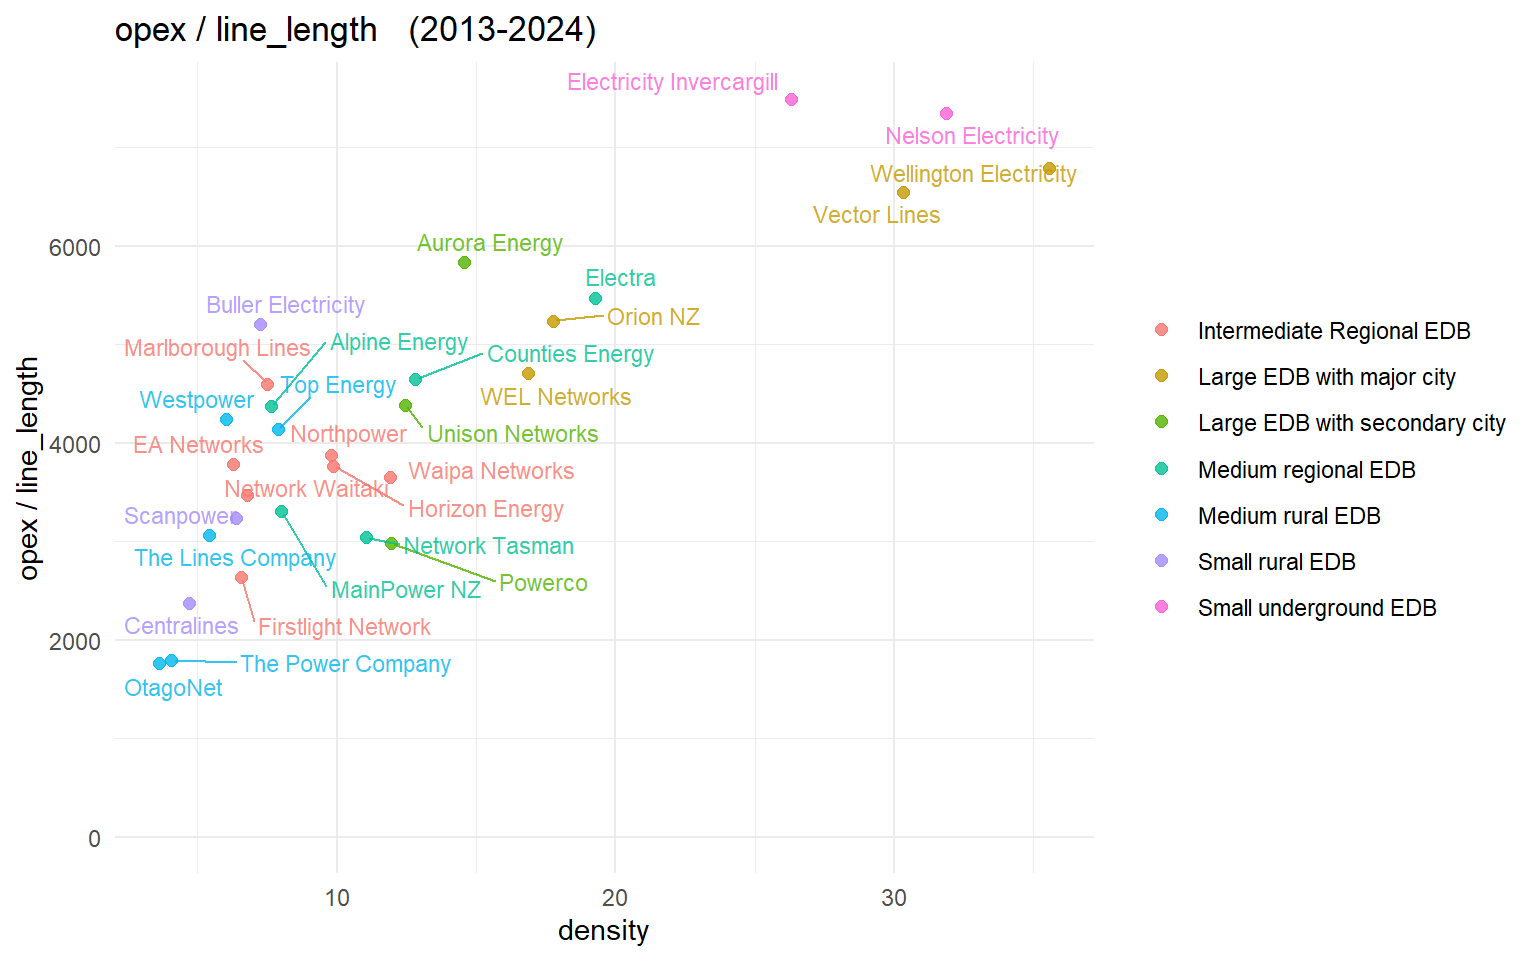 opex / line_length (2013-2024)
Electricity Invercargill
Nelson Electricity
Wellington Electricity
Vector Lines
Aurora Energy
Electra
Buller Electricity
Orion NZ
Marlborough Lines
Alpine Energy
Counties Energy
Top Energy
Westpower
WEL Networks
EA Networks
Northpower
Unison Networks
Waipa Networks
Network Waitaki
Horizon Energy
Scanpower
Network Tasman
The Lines Company
MainPower NZ
Powerco
Centralines
Firstlight Network
The Power Company
OtagoNet
6000
4000
2000
0
opex / line_length
10
20
30
density
Intermediate Regional EDB
Large EDB with major city
Large EDB with secondary city
Medium regional EDB
Medium rural EDB
Small rural EDB
Small underground EDB